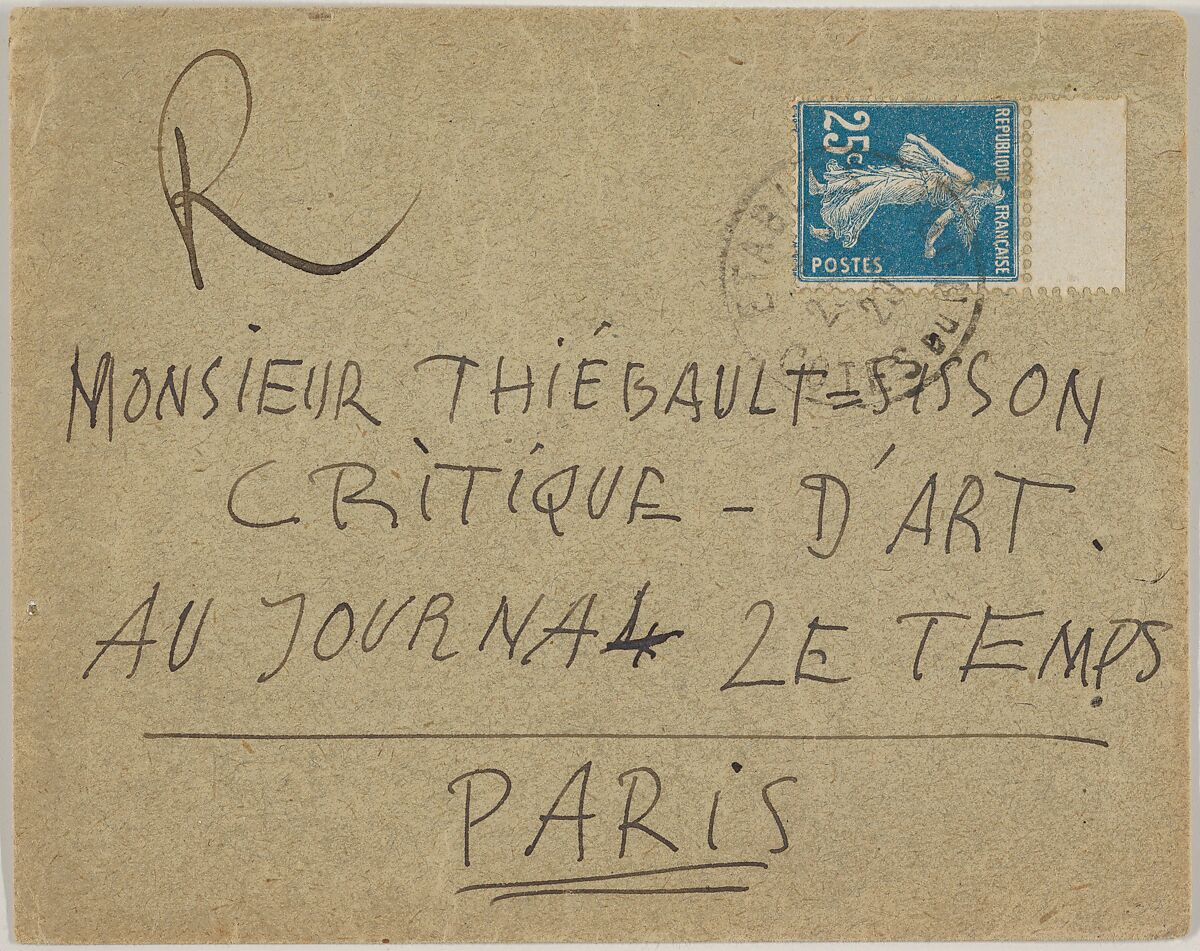 R
REPUBLIQUE FRANÇAISE
25c
POSTES
MONSIEUR THIÉBAULT=SISSON
CRITIQUE - D'ART.
AU JOURNAL LE TEMPS
PARIS